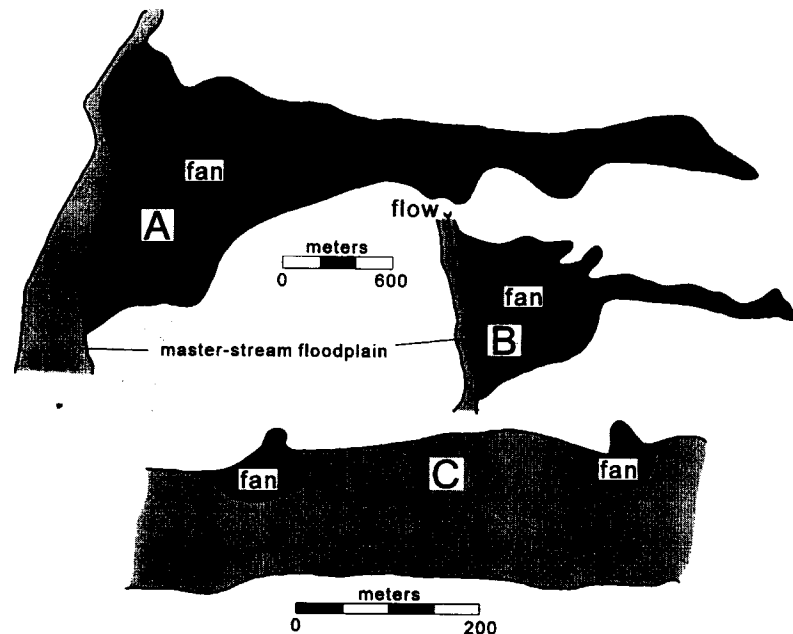 fan
A
flow
meters
0 600
fan
B
master-stream floodplain
fan
C
fan
meters
0 200